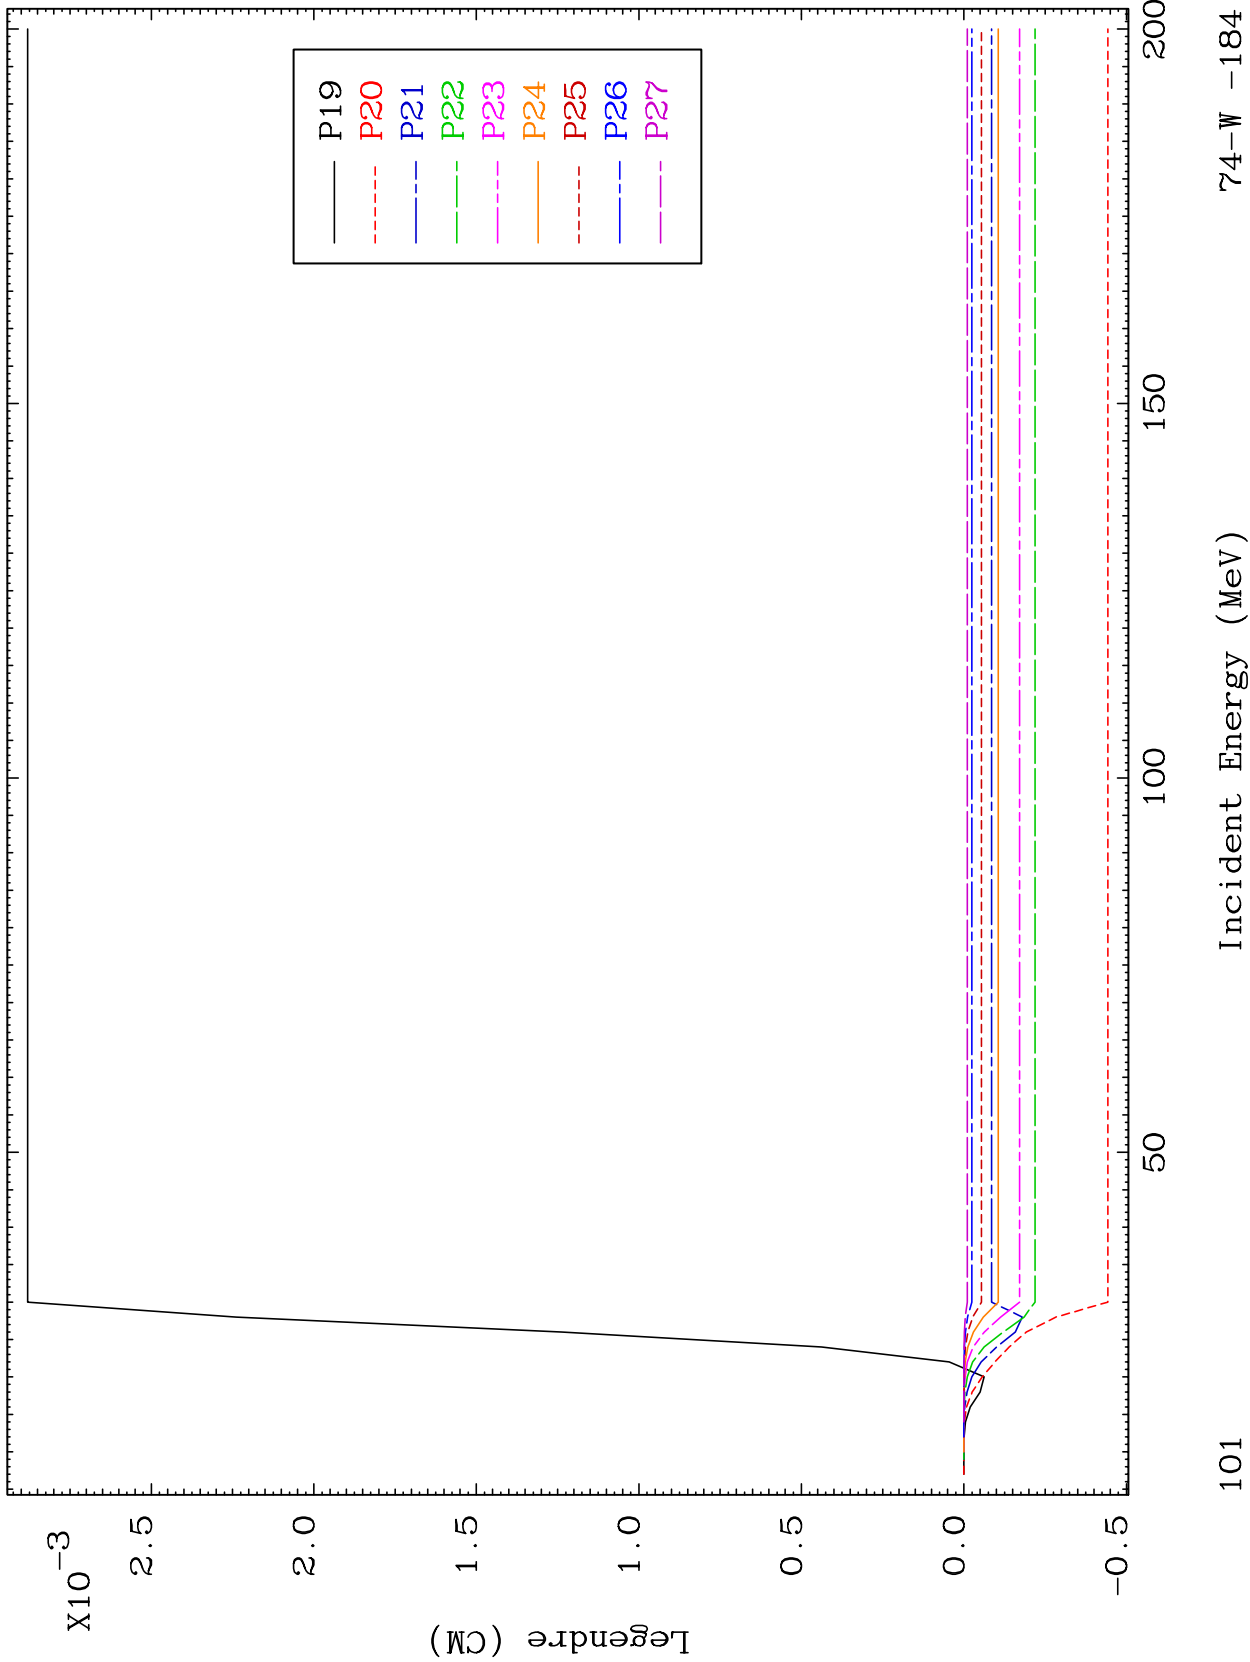 X10-3
2.5
2.0
1.5
1.0
0.5
0.0
-0.5
Legendre (CM)
P19
P20
P21
P22
P23
P24
P25
P26
P27
50
100
150
200
Incident Energy (MeV)
101
74-W -184